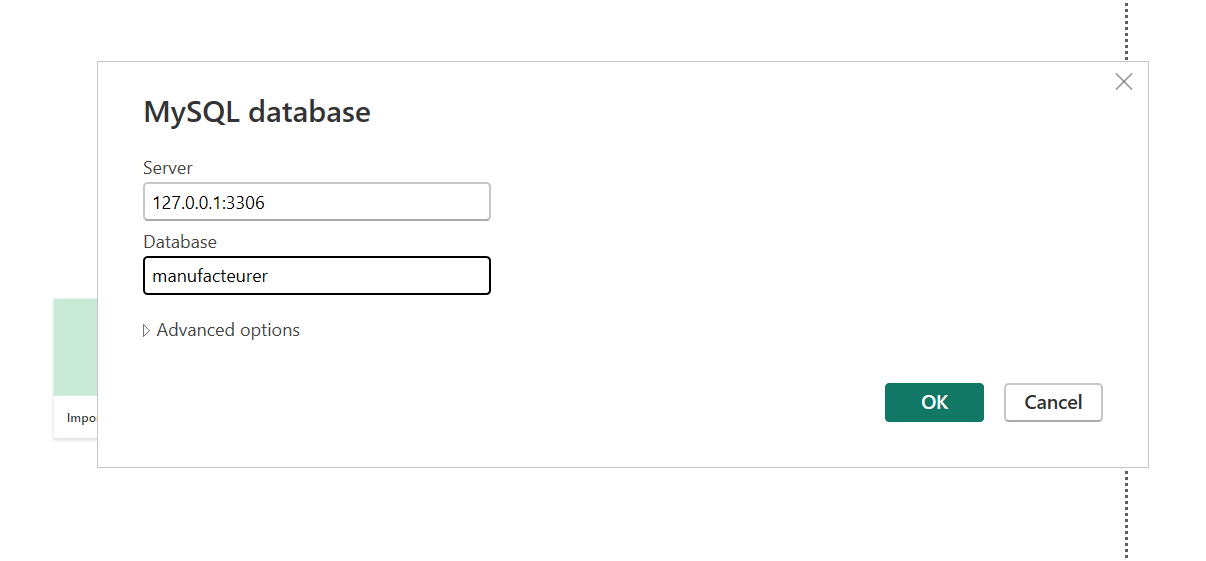 MySQL database
Server
127.0.0.1:3306
Database
manufacteurer
Advanced options
OK Cancel
Impo